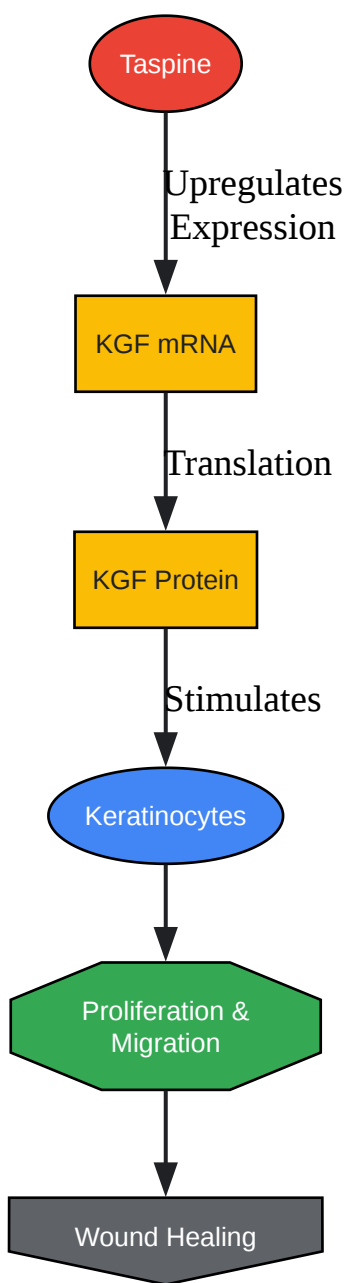 Taspine
Upregulates
Expression
KGF mRNA
Translation
KGF Protein
Stimulates
Keratinocytes
Proliferation &
Migration
Wound Healing